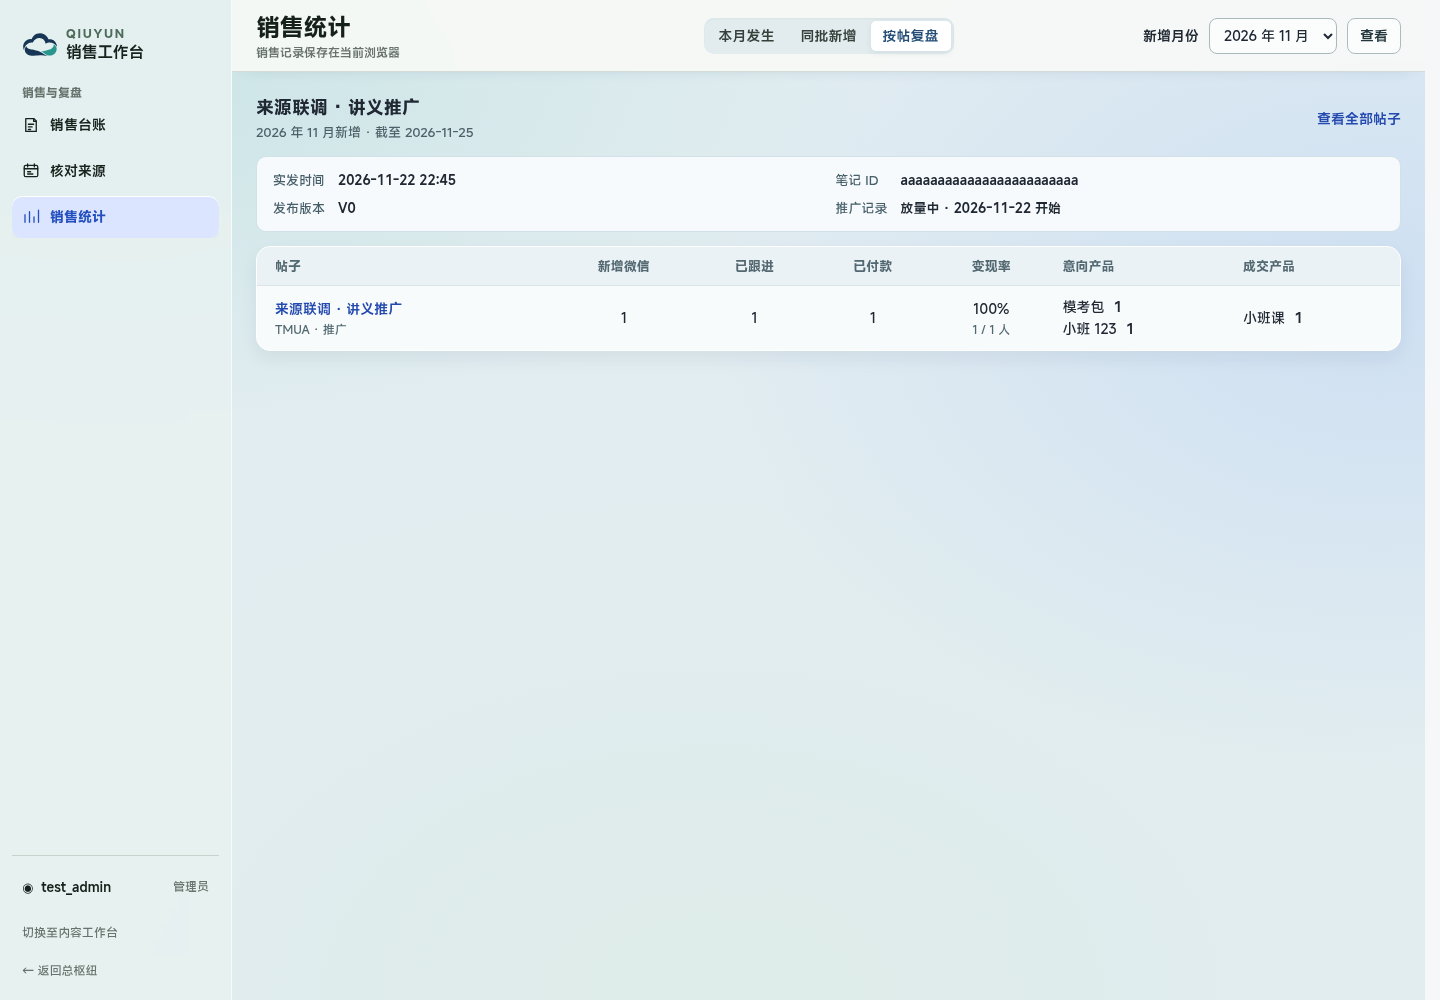 QIUYUN
销售工作台
销售与复盘
销售台账
核对来源
销售统计
test_admin 管理员
切换至内容工作台
← 返回总枢纽
销售统计
销售记录保存在当前浏览器
本月发生 同批新增 按帖复盘
新增月份 2026 年 11 月 查看
来源联调 · 讲义推广
2026 年 11 月新增 · 截至 2026-11-25
查看全部帖子
实发时间 2026-11-22 22:45 笔记 ID aaaaaaaaaaaaaaaaaaaaaaaa
发布版本 V0 推广记录 放量中 · 2026-11-22 开始
帖子 新增微信 已跟进 已付款 变现率 意向产品 成交产品
来源联调 · 讲义推广 1 1 1 100% 模考包 1 小班课 1
TMUA · 推广 1 / 1 人 小班 123 1